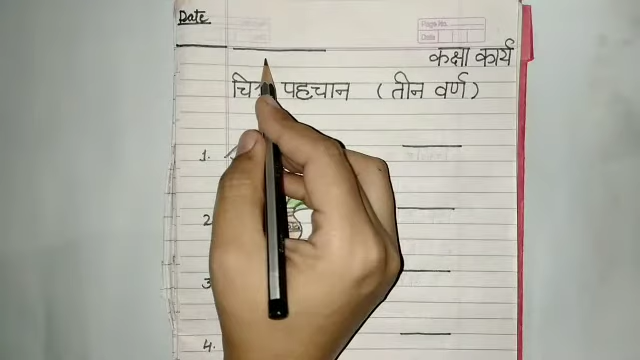 Date
Page No.
Date
कक्षा कार्य
चित्र पहचान (तीन वर्ण)
1.
2
3
4.